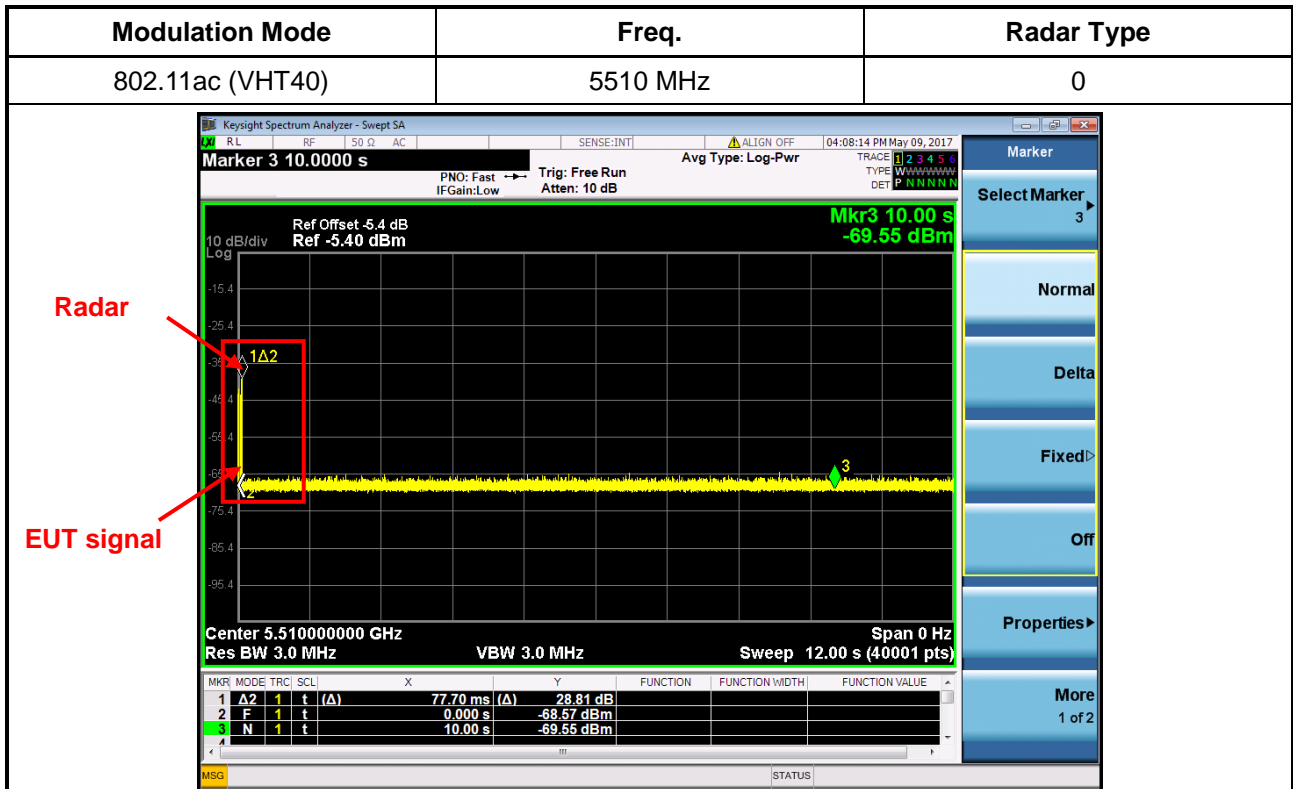 Modulation Mode Freq. Radar Type
802.11ac (VHT40) 5510 MHz 0
Keysight Spectrum Analyzer - Swept SA
LXI RL RF 50 Ω AC SENSE:INT ALIGN OFF 04:08:14 PM May 09, 2017
Marker 3 10.0000 s Avg Type: Log-Pwr TRACE 1 2 3 4 5 6
PNO: Fast Trig: Free Run TYPE WWWWWW
IFGain:Low Atten: 10 dB DET P N N N N N
Marker
Select Marker
3
Normal
Delta
Fixed
Off
Properties
More
1 of 2
Mkr3 10.00 s
-69.55 dBm
Ref Offset -5.4 dB
10 dB/div Ref -5.40 dBm
Log
-15.4
Radar
-25.4
1Δ2
-45.4
-55.4
3
2
-75.4
EUT signal
-85.4
-95.4
Center 5.510000000 GHz Span 0 Hz
Res BW 3.0 MHz VBW 3.0 MHz Sweep 12.00 s (40001 pts)
MKR MODE TRC SCL X Y FUNCTION FUNCTION WIDTH FUNCTION VALUE
1 Δ2 1 t (Δ) 77.70 ms (Δ) 28.81 dB
2 F 1 t 0.000 s -68.57 dBm
3 N 1 t 10.00 s -69.55 dBm
MSG STATUS